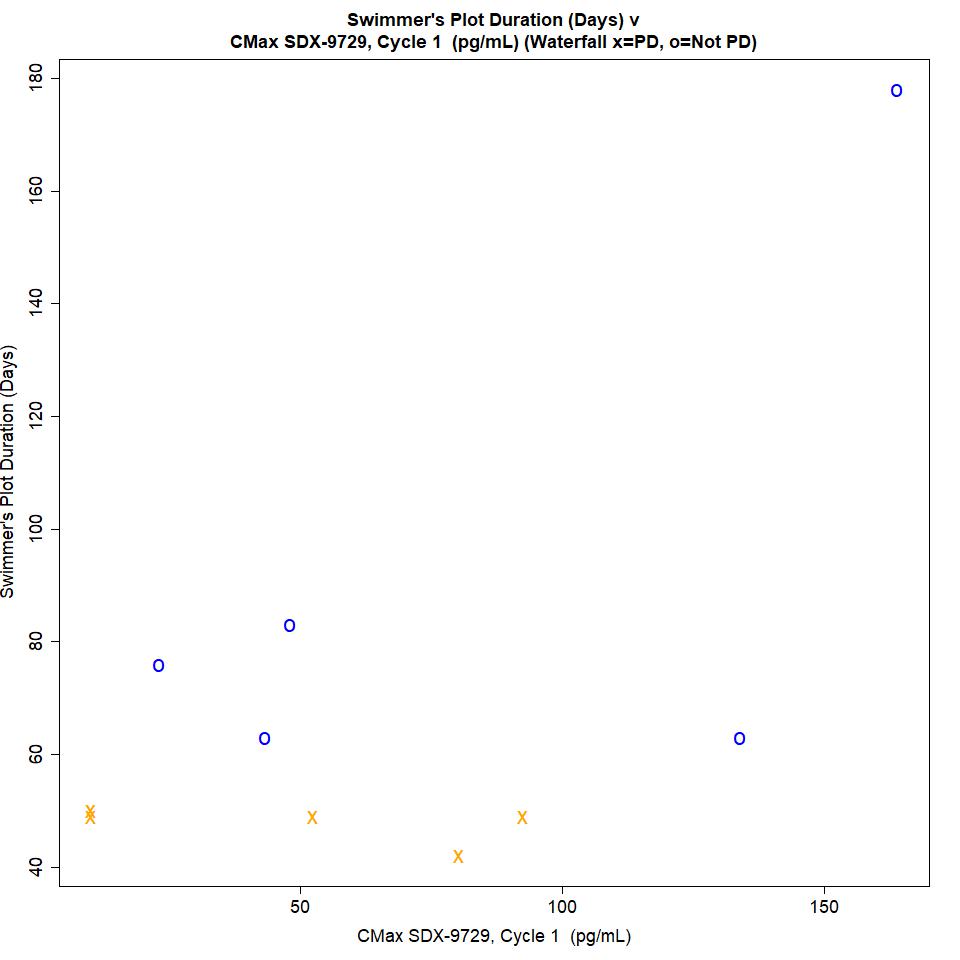 Swimmer's Plot Duration (Days) v
CMax SDX-9729, Cycle 1  (pg/mL) (Waterfall x=PD, o=Not PD)
Swimmer's Plot Duration (Days)
180
160
140
120
100
80
60
40
O
O
O
O
O
X
X
X
X
X
50
100
150
CMax SDX-9729, Cycle 1  (pg/mL)